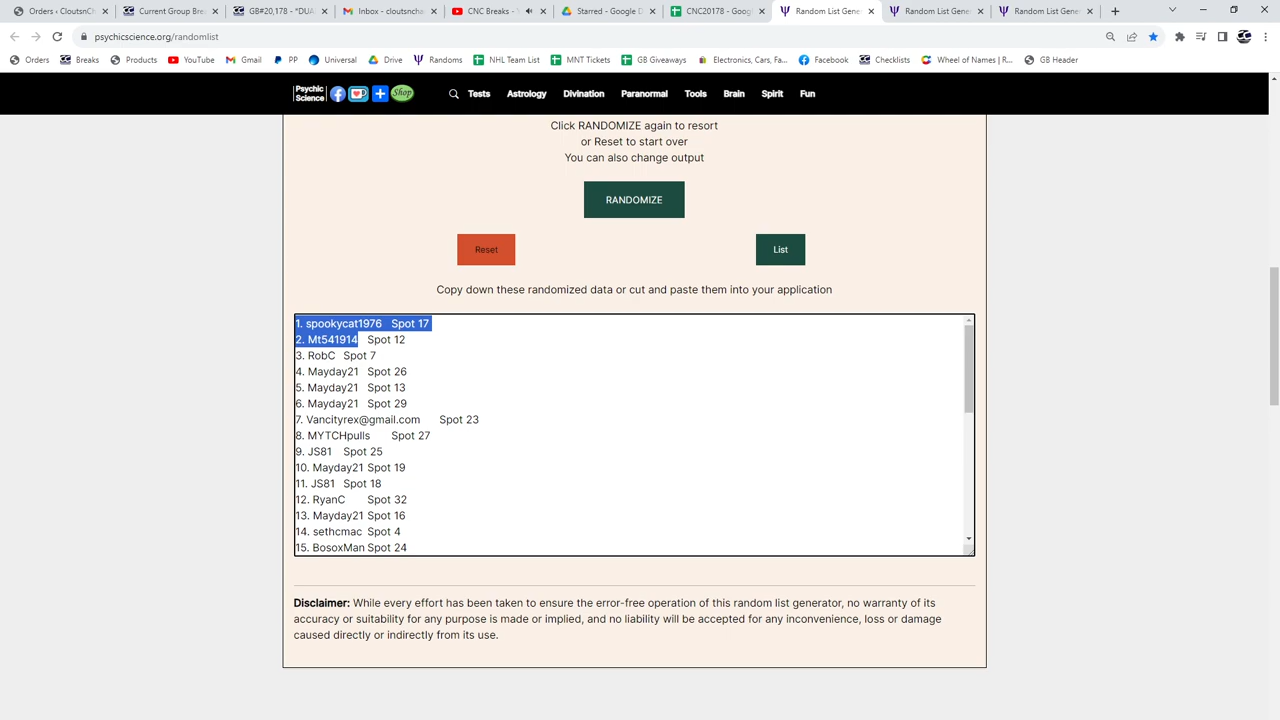 Orders ‹ CloutsnCh
Current Group Brea
GB#20,178 - *DUA
Inbox - cloutsncha
CNC Breaks - S
Starred - Google D
CNC20178 - Goog
Random List Gener
Random List Gene
Random List Gene
psychicscience.org/randomlist
Orders
Breaks
Products
YouTube
Gmail
PP
Universal
Drive
Randoms
NHL Team List
MNT Tickets
GB Giveaways
Electronics, Cars, Fa...
Facebook
Checklists
Wheel of Names | R...
GB Header
Psychic
Science
Shop
Tests
Astrology
Divination
Paranormal
Tools
Brain
Spirit
Fun
Click RANDOMIZE again to resort
or Reset to start over
You can also change output
RANDOMIZE
Reset
List
Copy down these randomized data or cut and paste them into your application
1. spookycat1976 Spot 17
2. Mt541914 Spot 12
3. RobC Spot 7
4. Mayday21 Spot 26
5. Mayday21 Spot 13
6. Mayday21 Spot 29
7. Vancityrex@gmail.com Spot 23
8. MYTCHpulls Spot 27
9. JS81 Spot 25
10. Mayday21 Spot 19
11. JS81 Spot 18
12. RyanC Spot 32
13. Mayday21 Spot 16
14. sethcmac Spot 4
15. BosoxMan Spot 24
Disclaimer: While every effort has been taken to ensure the error-free operation of this random list generator, no warranty of its
accuracy or suitability for any purpose is made or implied, and no liability will be accepted for any inconvenience, loss or damage
caused directly or indirectly from its use.